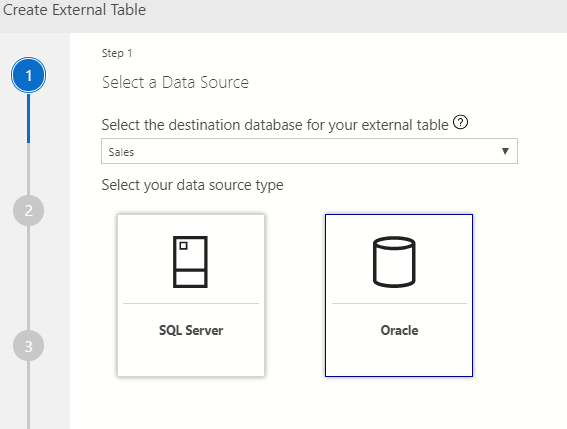 Create External Table
1
Step 1
Select a Data Source
Select the destination database for your external table ?
Sales
Select your data source type
2
SQL Server
Oracle
3